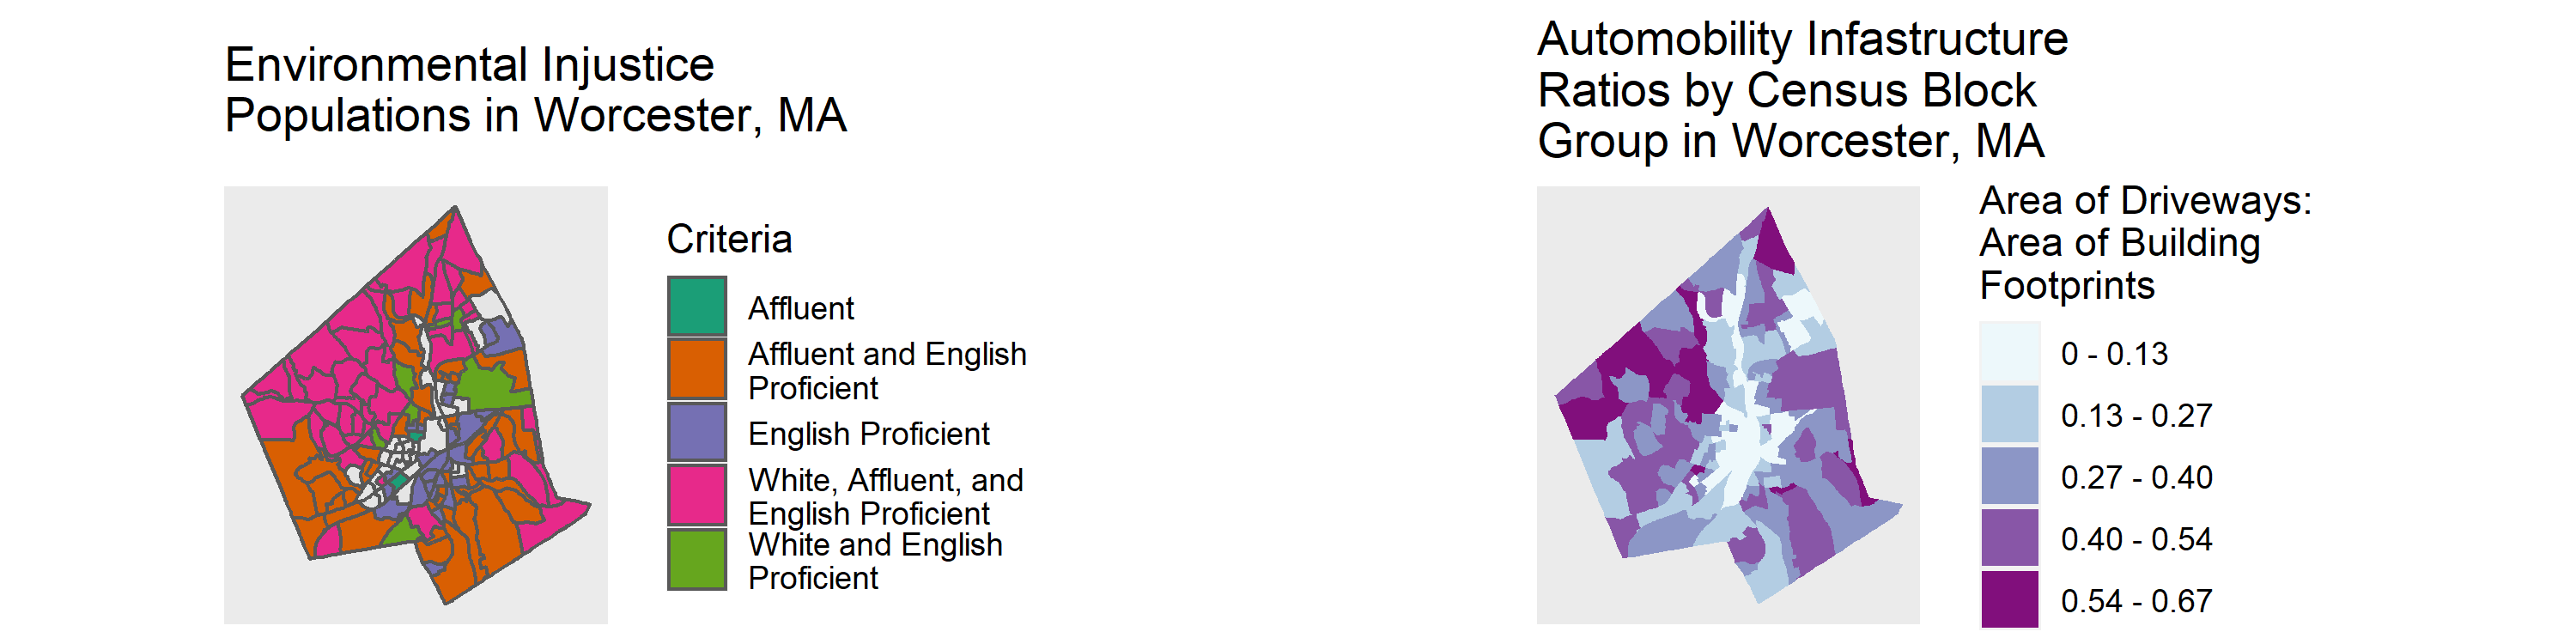 Environmental Injustice
Populations in Worcester, MA
Criteria
Affluent
Affluent and English
Proficient
English Proficient
White, Affluent, and
English Proficient
White and English
Proficient
Automobility Infastructure
Ratios by Census Block
Group in Worcester, MA
Area of Driveways:
Area of Building
Footprints
0 - 0.13
0.13 - 0.27
0.27 - 0.40
0.40 - 0.54
0.54 - 0.67